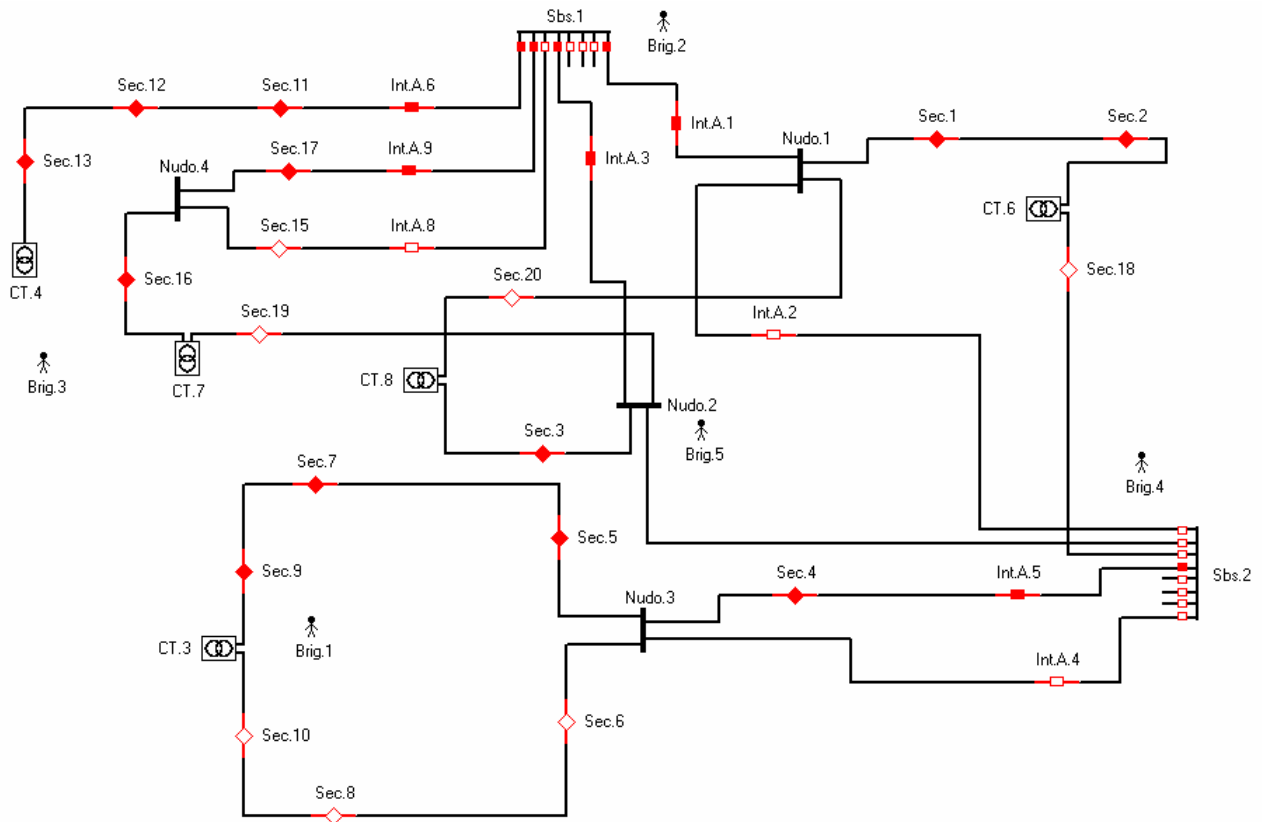 Sbs.1
Brig.2
Sec.12
Sec.11
Int.A.6
Int.A.1
Sec.1
Sec.2
Nudo.1
Sec.13
Nudo.4
Sec.17
Int.A.9
Int.A.3
CT.6
Sec.15
Int.A.8
Sec.18
CT.4
Sec.16
Sec.20
Sec.19
Int.A.2
Brig.3
CT.7
CT.8
Nudo.2
Sec.3
Brig.5
Sec.7
Brig.4
Sec.5
Sec.9
Sec.4
Int.A.5
Sbs.2
Nudo.3
CT.3
Brig.1
Int.A.4
Sec.10
Sec.6
Sec.8